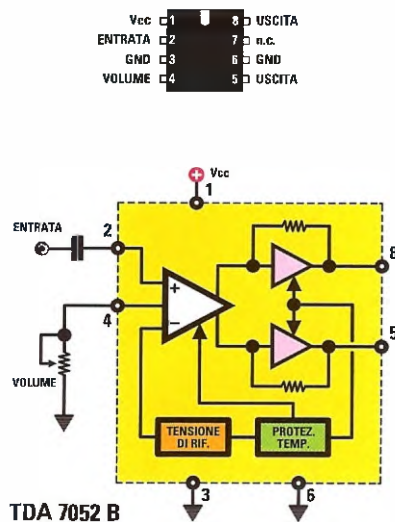 Vcc 1 8 USCITA
ENTRATA 2 7 n.c.
GND 3 6 GND
VOLUME 4 5 USCITA
+ Vcc
1
ENTRATA 2
8
+
4
−
5
VOLUME
TENSIONE DI RIF.
PROTEZ. TEMP.
3 6
TDA 7052 B